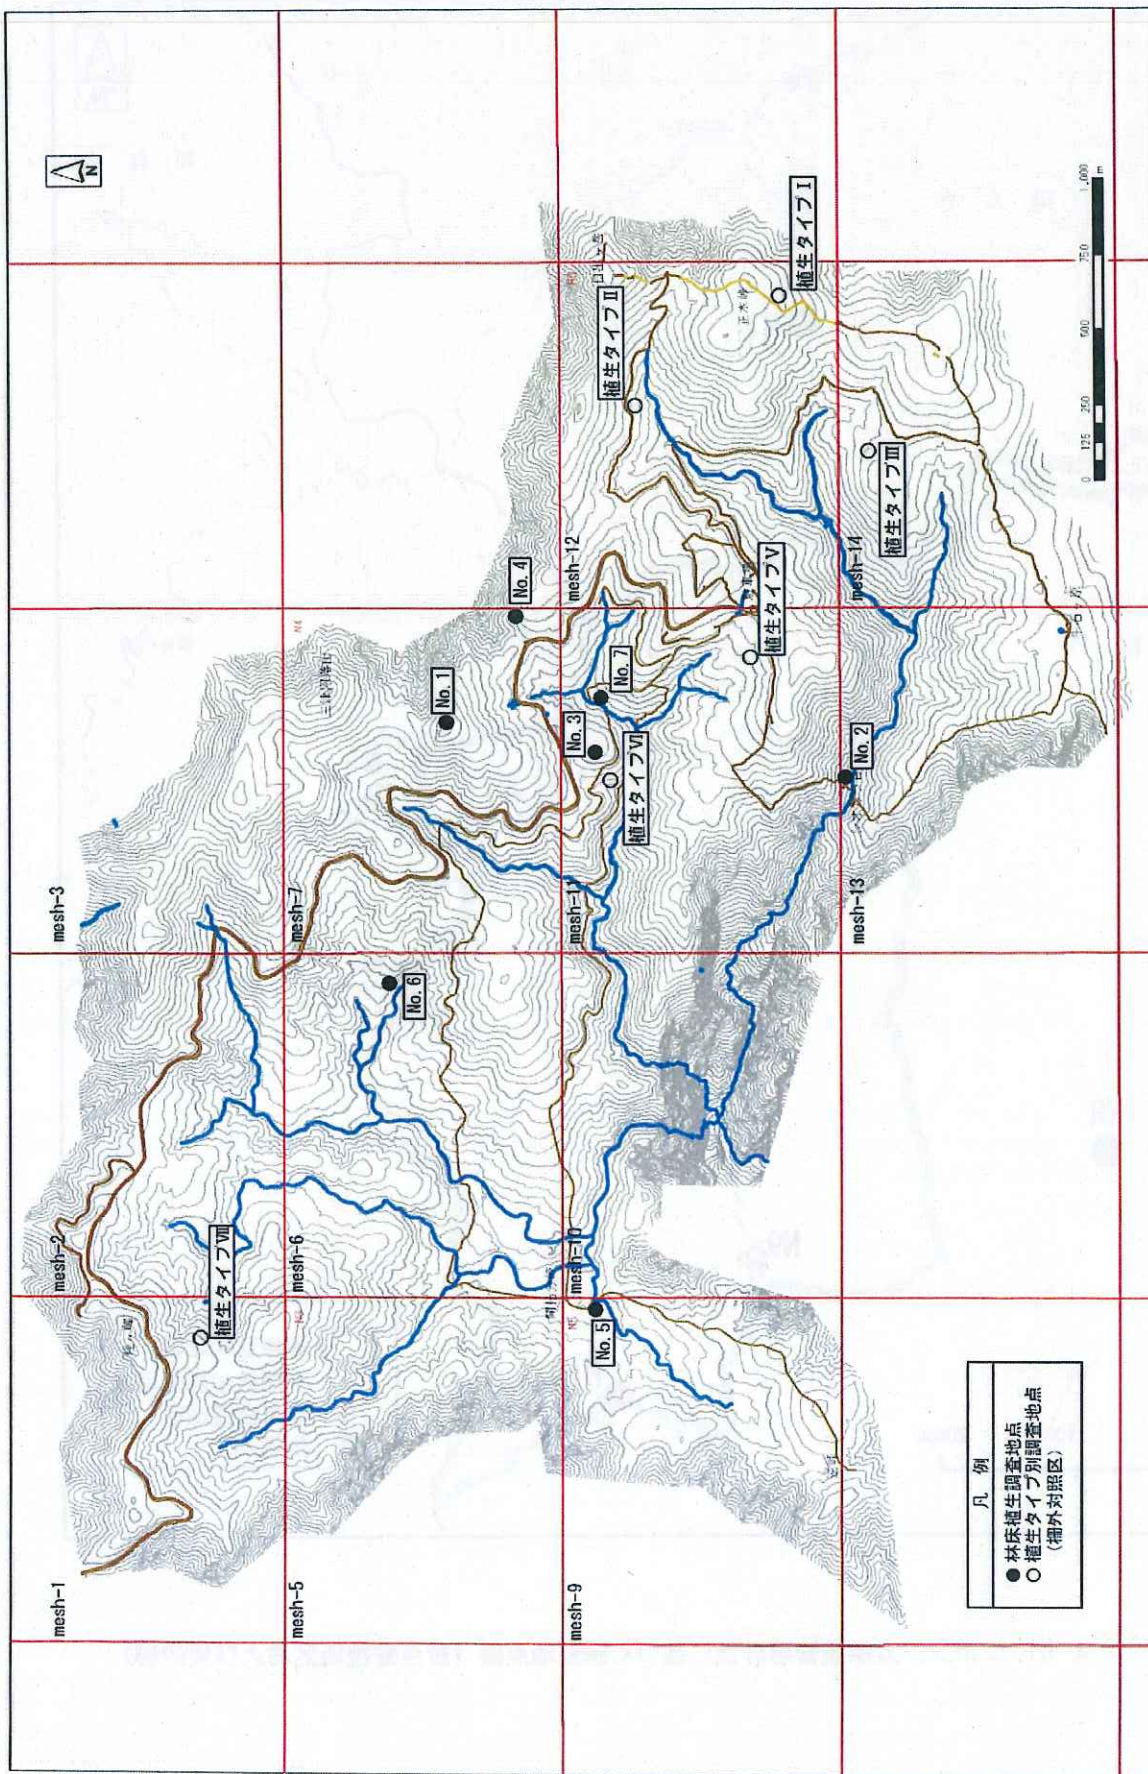 N
mesh-1
mesh-2
mesh-3
mesh-5
mesh-6
mesh-7
mesh-9
mesh-10
mesh-11
mesh-12
mesh-13
mesh-14
No. 1
No. 2
No. 3
No. 4
No. 5
No. 6
No. 7
植生タイプⅠ
植生タイプⅡ
植生タイプⅢ
植生タイプⅤ
植生タイプⅥ
植生タイプⅧ
正木峠
0 125 250 500 750 1,000
m
凡 例
● 林床植生調査地点
○ 植生タイプ別調査地点
(柵外対照区)